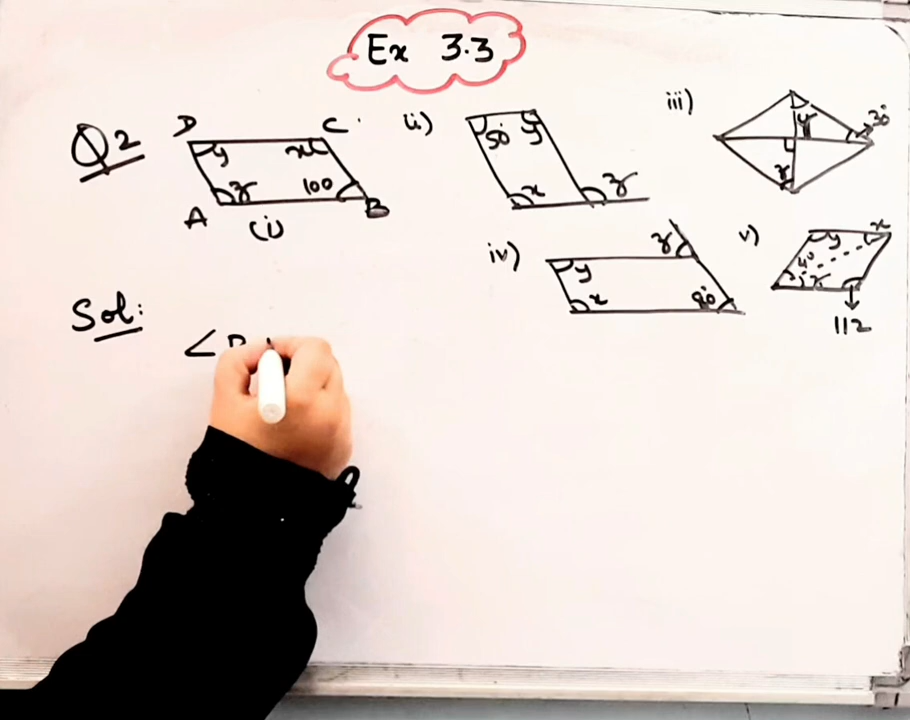 Ex 3.3
Q2
D C
y x
z 100
A B
(i)
(ii)
50° y
x z
iii)
y 30°
z
iv)
z
y
x 80°
v)
y x
40
z
112
Sol:
∠B